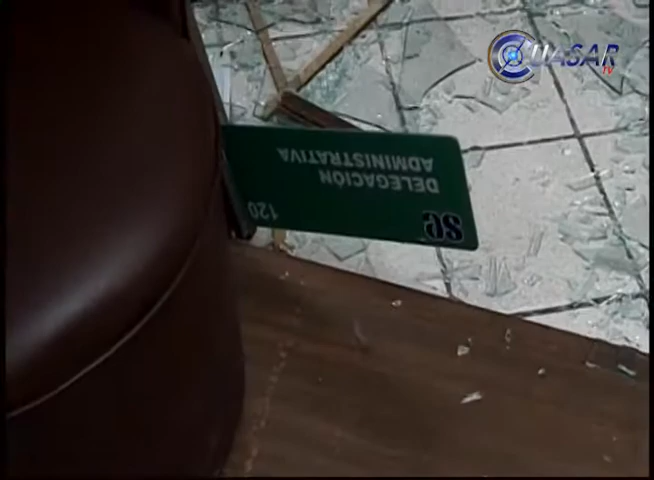 QUASAR
TV
SE
DELEGACIÓN
ADMINISTRATIVA
120